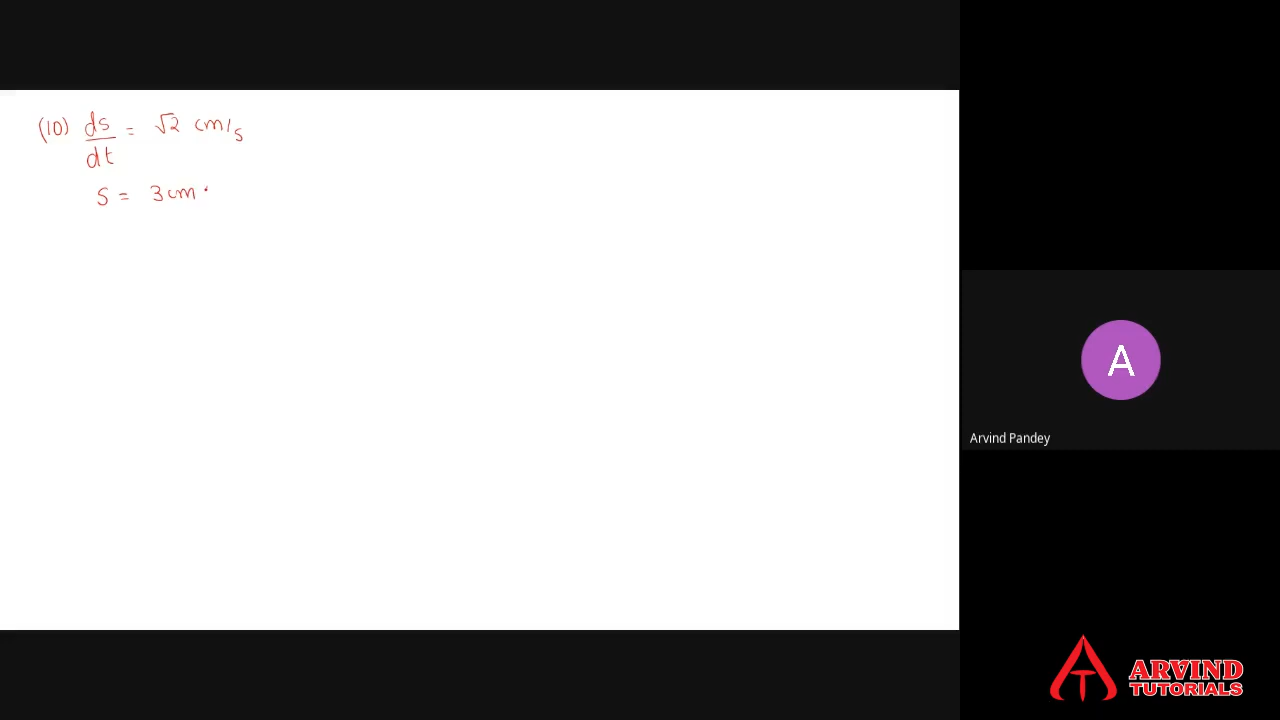 (10) ds/dt = √2 cm/s
S = 3cm.
A
Arvind Pandey
ARVIND
TUTORIALS